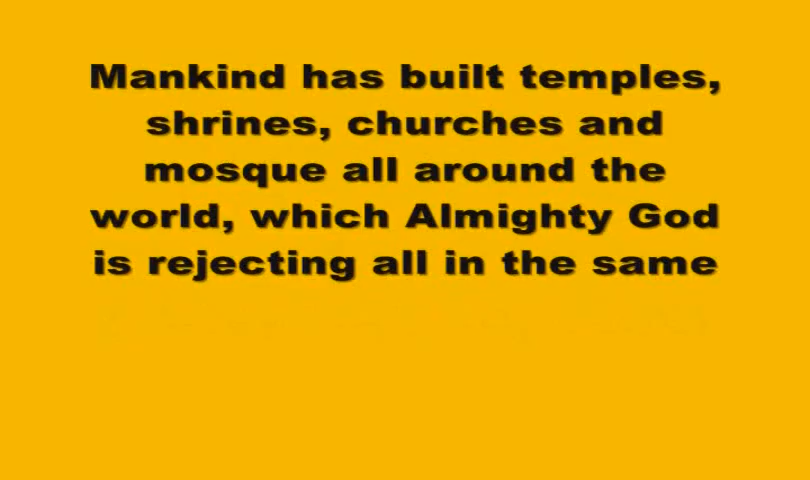 Mankind has built temples,
shrines, churches and
mosque all around the
world, which Almighty God
is rejecting all in the same